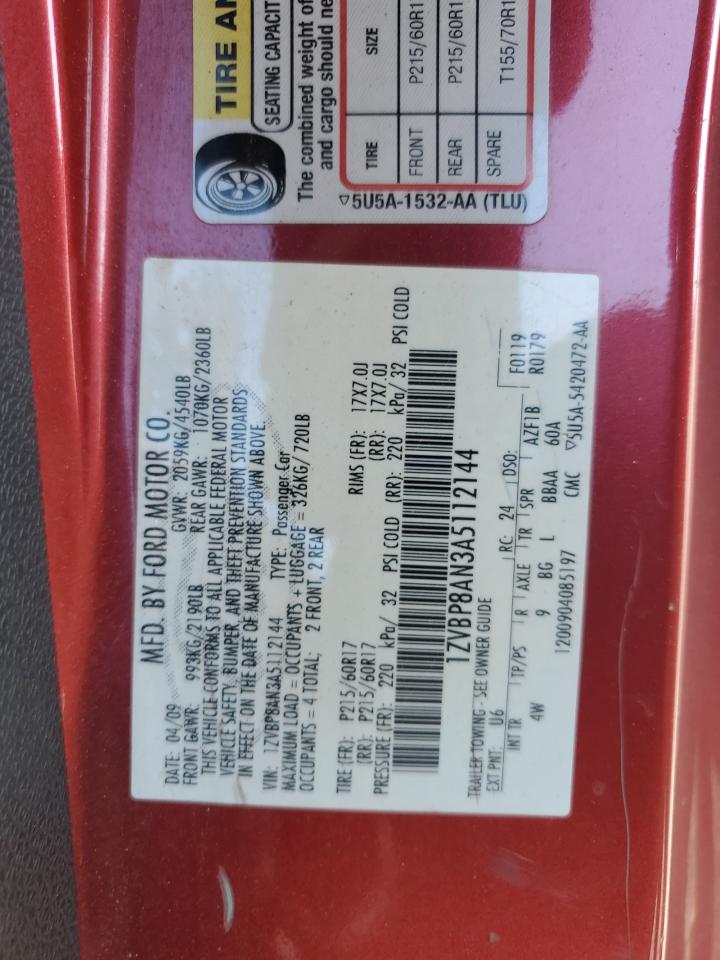 TIRE AN
SEATING CAPACIT
The combined weight of
and cargo should ne
TIRE SIZE
FRONT P215/60R17
REAR P215/60R1
SPARE T155/70R1
▽5U5A-1532-AA (TLU)
MFD. BY FORD MOTOR CO.
DATE: 04/09 GVWR: 2059KG/4540LB
FRONT GAWR: 993KG/2190LB REAR GAWR: 1070KG/2360LB
THIS VEHICLE CONFORMS TO ALL APPLICABLE FEDERAL MOTOR
VEHICLE SAFETY, BUMPER, AND THEFT PREVENTION STANDARDS
IN EFFECT ON THE DATE OF MANUFACTURE SHOWN ABOVE.
VIN: 1ZVBP8AN3A5112144 TYPE: Passenger Car
MAXIMUM LOAD = OCCUPANTS + LUGGAGE = 326KG/720LB
OCCUPANTS = 4 TOTAL; 2 FRONT, 2 REAR
TIRE (FR): P215/60R17 RIMS (FR): 17X7.0J
(RR): P215/60R17 (RR): 17X7.0J
PRESSURE (FR): 220 kPa/ 32 PSI COLD (RR): 220 kPa/ 32 PSI COLD
1ZVBP8AN3A5112144
TRAILER TOWING - SEE OWNER GUIDE
EXT PNT: U6 RC: 24 DSO: F0119
INT TR TP/PS R AXLE TR SPR AZF1B R0179
4W 9 BG L BBAA 60A
1200904085197 CMC ▽5U5A-5420472-AA